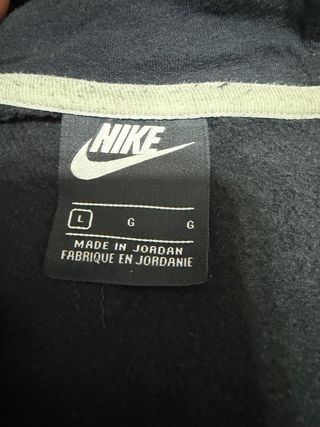 NIKE
L G G
MADE IN JORDAN
FABRIQUE EN JORDANIE